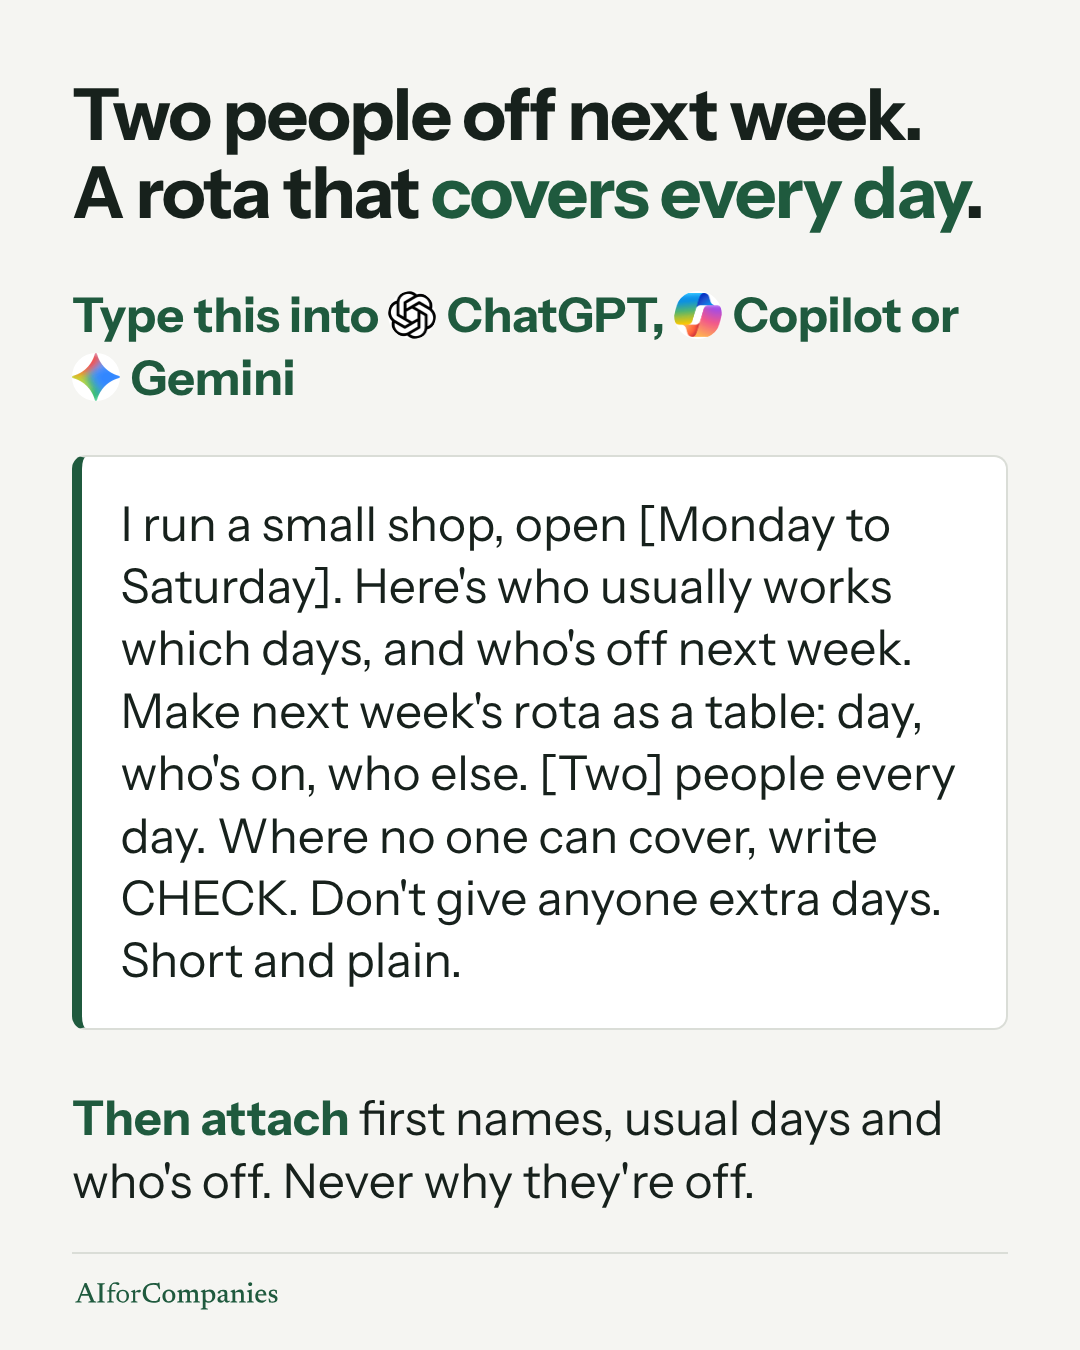 Two people off next week.
A rota that covers every day.
Type this into ChatGPT, Copilot or
Gemini
I run a small shop, open [Monday to
Saturday]. Here's who usually works
which days, and who's off next week.
Make next week's rota as a table: day,
who's on, who else. [Two] people every
day. Where no one can cover, write
CHECK. Don't give anyone extra days.
Short and plain.
Then attach first names, usual days and
who's off. Never why they're off.
AIforCompanies